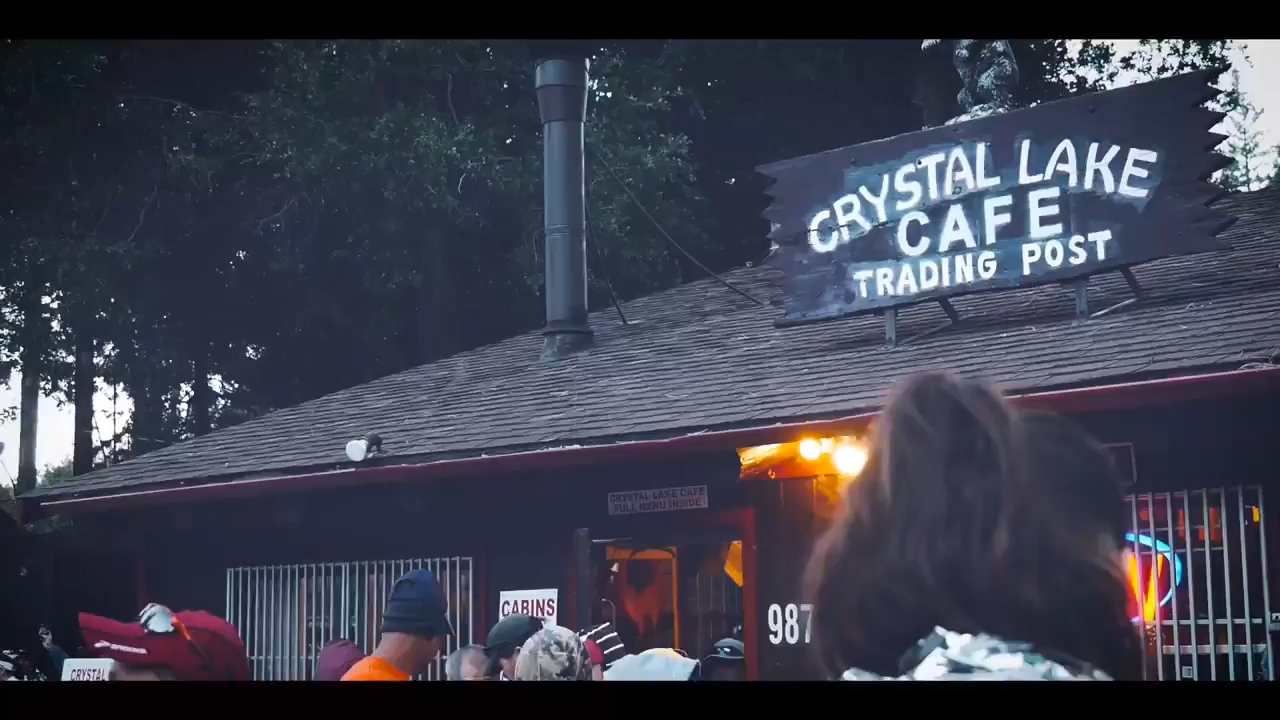 CRYSTAL LAKE
CAFE
TRADING POST
CRYSTAL LAKE CAFE
FULL MENU INSIDE!
CABINS
987
CRYSTAL